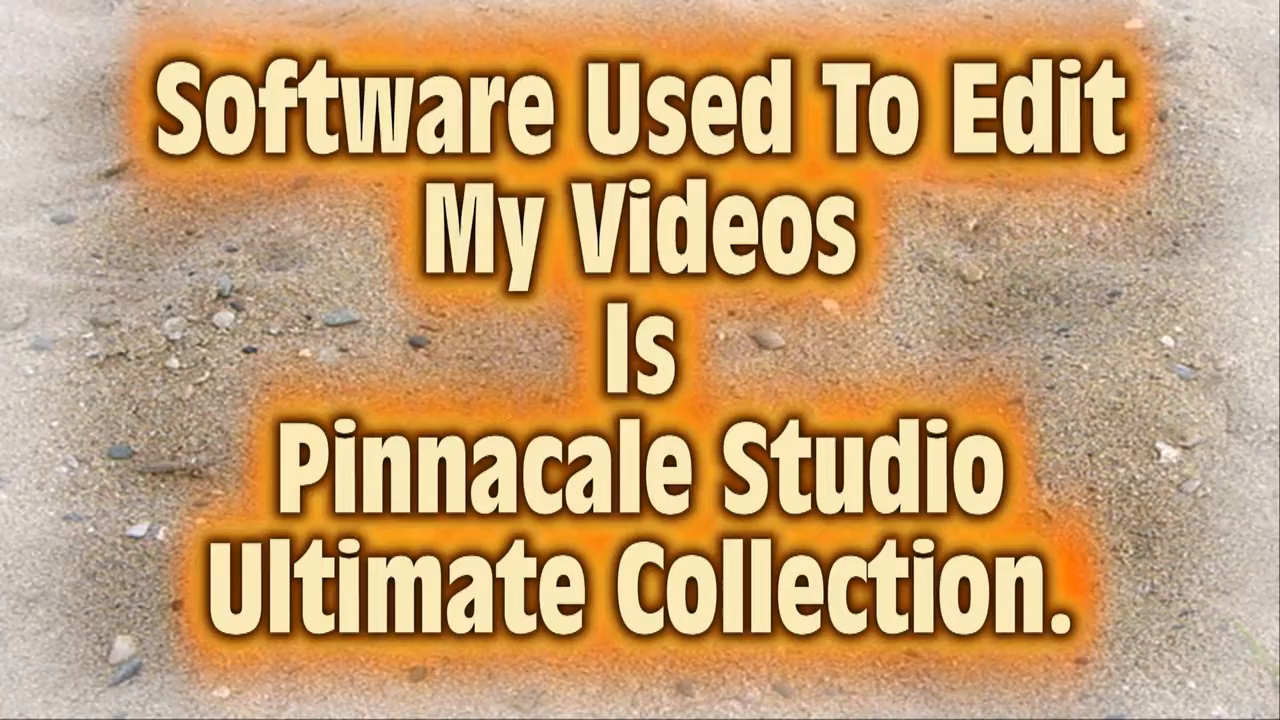 Software Used To Edit
My Videos
Is
Pinnacale Studio
Ultimate Collection.